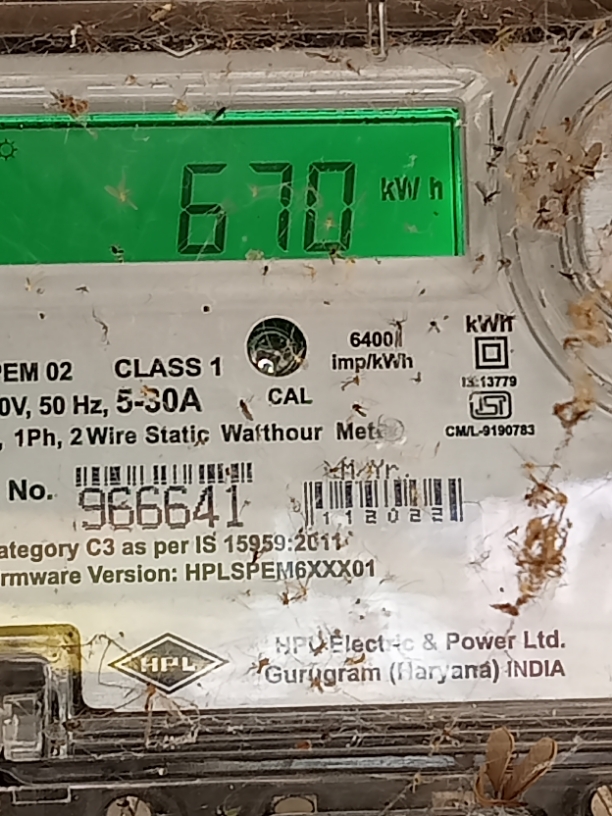 670 kW h
6400 imp/kWh
kWh
PEM 02 CLASS 1
IS:13779
0V, 50 Hz, 5-30A
CAL
CM/L-9190783
, 1Ph, 2 Wire Static Watthour
No. 966641
M/Yr.
112022
ategory C3 as per IS 15959:2011
rmware Version: HPLSPEM6XXX01
HPL
HPL Electric & Power Ltd.
Gurugram (Haryana) INDIA